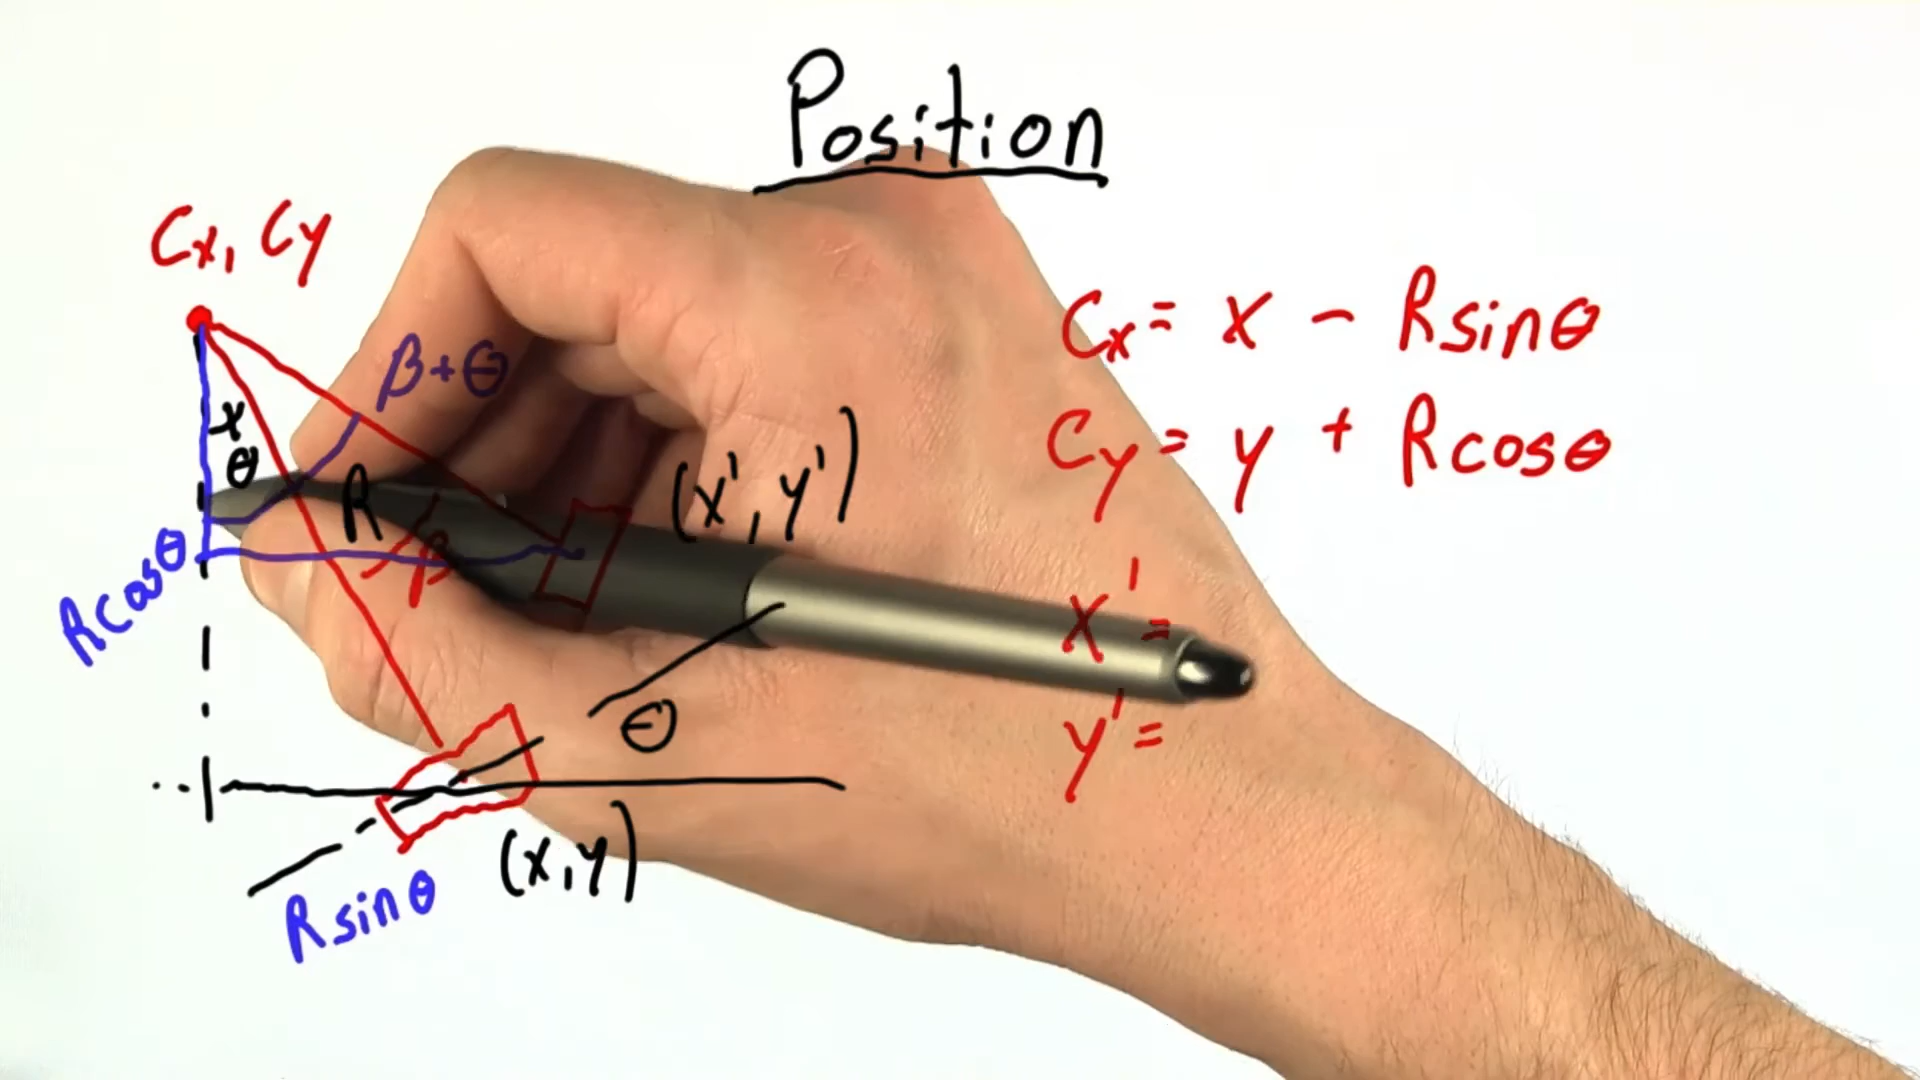 Position
Cx, Cy
β+θ
θ
R
β
(x', y')
Rcosθ
θ
(x,y)
Rsinθ
Cx = x - Rsinθ
Cy = y + Rcosθ
x' =
y' =